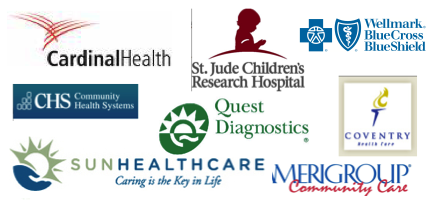 CardinalHealth
St. Jude Children's
Research Hospital
Wellmark
BlueCross
BlueShield
CHS Community
Health Systems
Quest
Diagnostics®
COVENTRY
Health Care
SUNHEALTHCARE
Caring is the Key in Life
AMERIGROUP
Community Care